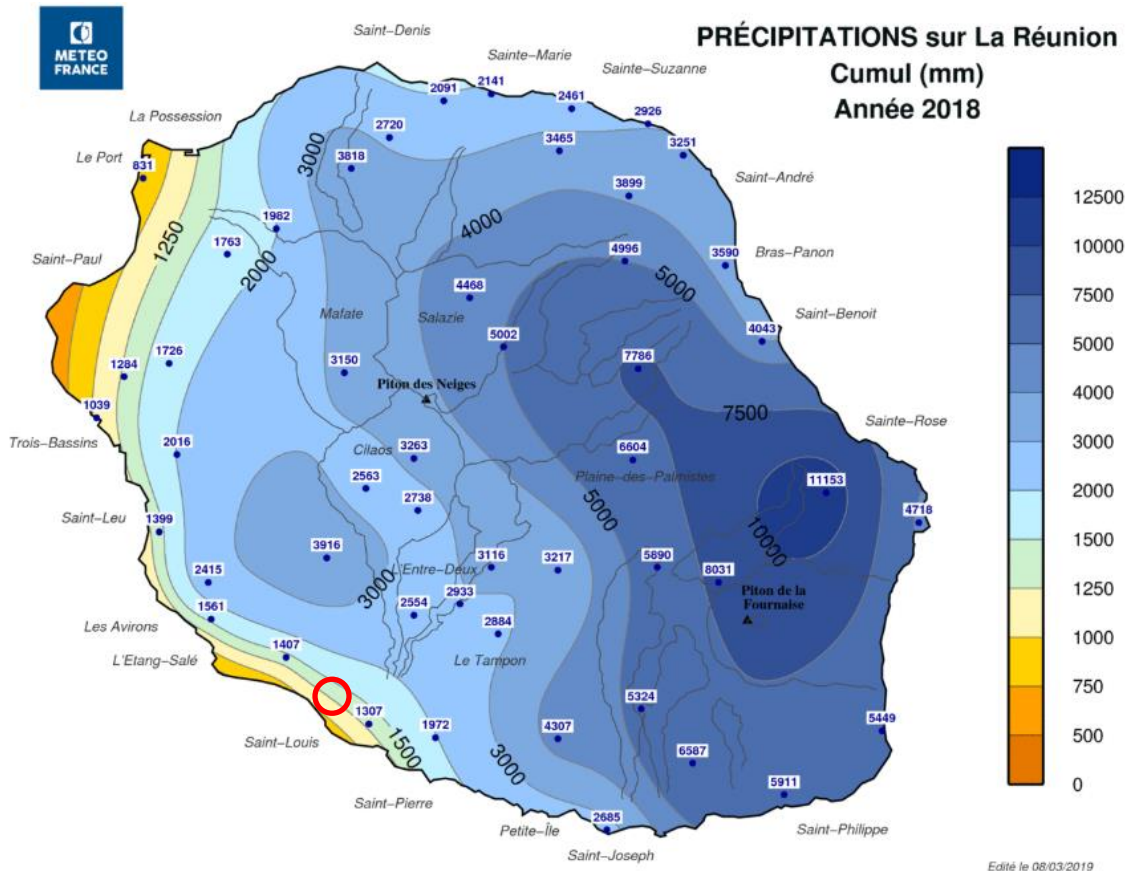 METEO
FRANCE
PRÉCIPITATIONS sur La Réunion
Cumul (mm)
Année 2018
Saint-Denis
Sainte-Marie
Sainte-Suzanne
2141
2091
2461
2926
La Possession
2720
3465
3251
Le Port
831
3000
3818
Saint-André
3899
1982
4000
1250
1763
4996
3590
Bras-Panon
Saint-Paul
2000
5000
4468
Mafate
Salazie
Saint-Benoit
5002
4043
1726
1284
3150
7786
Piton des Neiges
1039
7500
Sainte-Rose
Trois-Bassins
2016
Cilaos
3263
6604
Plaine-des-Palmistes
2563
11153
2738
5000
4718
Saint-Leu
1399
10000
3916
3116
3217
5890
L'Entre-Deux
2415
3000
8031
2933
Piton de la
Fournaise
1561
2554
Les Avirons
2884
1407
L'Etang-Salé
Le Tampon
5324
1307
1972
4307
5449
Saint-Louis
1500
3000
6587
5911
Saint-Pierre
2685
Petite-Île
Saint-Philippe
Saint-Joseph
12500
10000
7500
5000
4000
3000
2000
1500
1250
1000
750
500
0
Edité le 08/03/2019